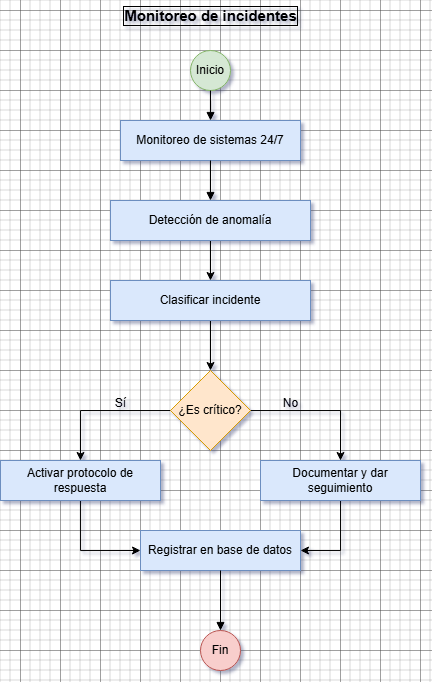 Monitoreo de incidentes
Inicio
Monitoreo de sistemas 24/7
Detección de anomalía
Clasificar incidente
¿Es crítico?
Sí
No
Activar protocolo de
respuesta
Documentar y dar
seguimiento
Registrar en base de datos
Fin